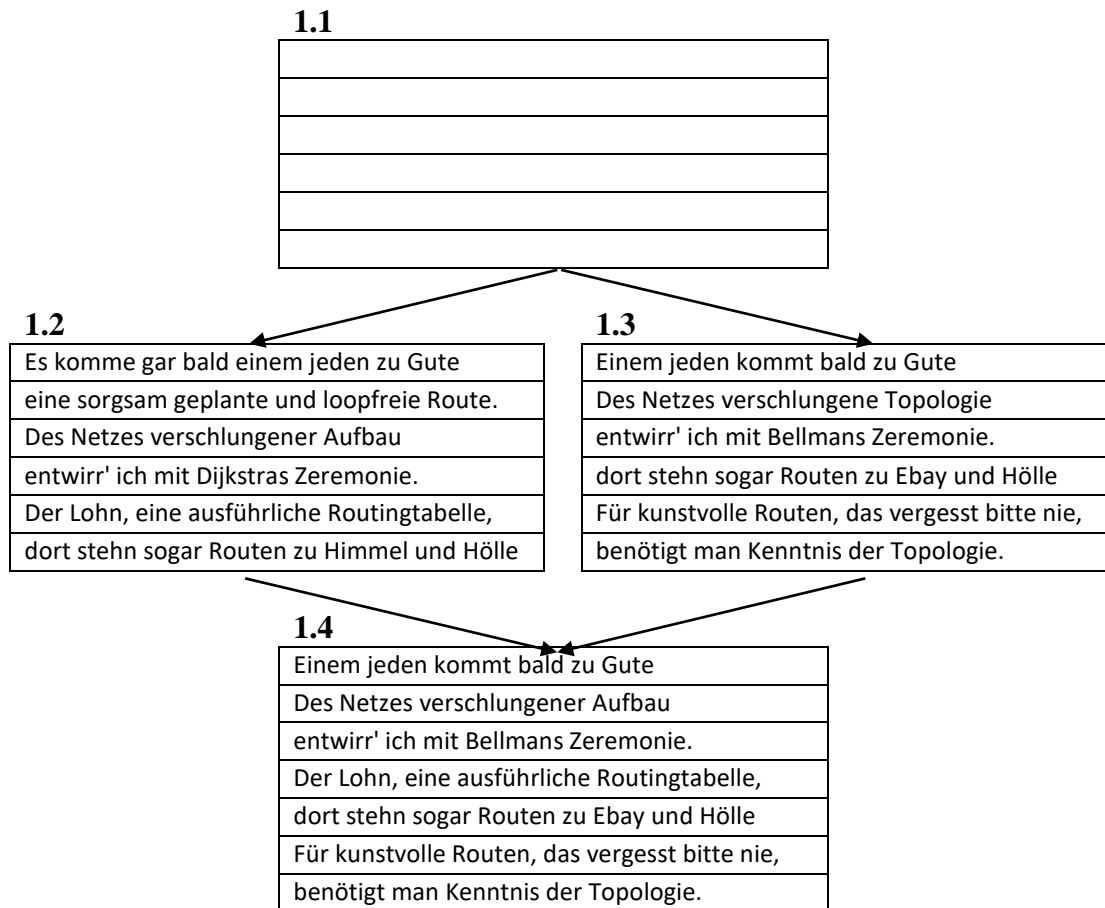 1.1
1.2
Es komme gar bald einem jeden zu Gute
eine sorgsam geplante und loopfreie Route.
Des Netzes verschlungener Aufbau
entwirr' ich mit Dijkstras Zeremonie.
Der Lohn, eine ausführliche Routingtabelle,
dort stehn sogar Routen zu Himmel und Hölle
1.3
Einem jeden kommt bald zu Gute
Des Netzes verschlungene Topologie
entwirr' ich mit Bellmans Zeremonie.
dort stehn sogar Routen zu Ebay und Hölle
Für kunstvolle Routen, das vergesst bitte nie,
benötigt man Kenntnis der Topologie.
1.4
Einem jeden kommt bald zu Gute
Des Netzes verschlungener Aufbau
entwirr' ich mit Bellmans Zeremonie.
Der Lohn, eine ausführliche Routingtabelle,
dort stehn sogar Routen zu Ebay und Hölle
Für kunstvolle Routen, das vergesst bitte nie,
benötigt man Kenntnis der Topologie.